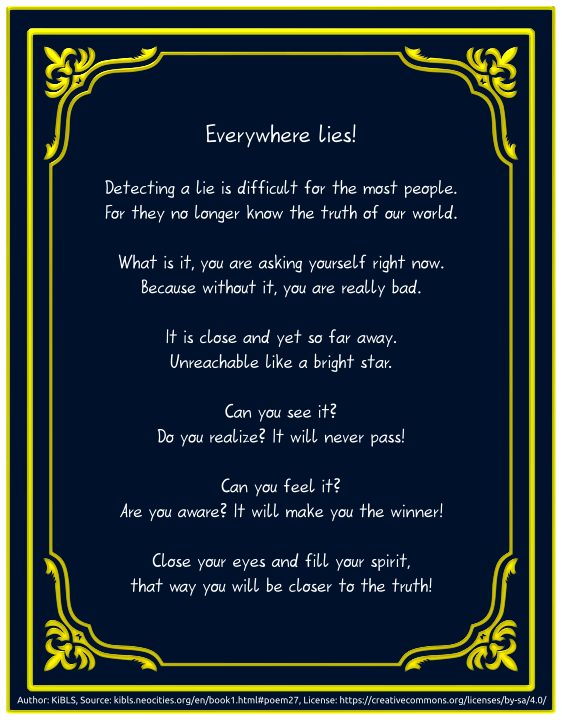 Everywhere lies!
Detecting a lie is difficult for the most people.
For they no longer know the truth of our world.
What is it, you are asking yourself right now.
Because without it, you are really bad.
It is close and yet so far away.
Unreachable like a bright star.
Can you see it?
Do you realize? It will never pass!
Can you feel it?
Are you aware? It will make you the winner!
Close your eyes and fill your spirit,
that way you will be closer to the truth!
Author: KiBLS, Source: kibls.neocities.org/en/book1.html#poem27, License: https://creativecommons.org/licenses/by-sa/4.0/